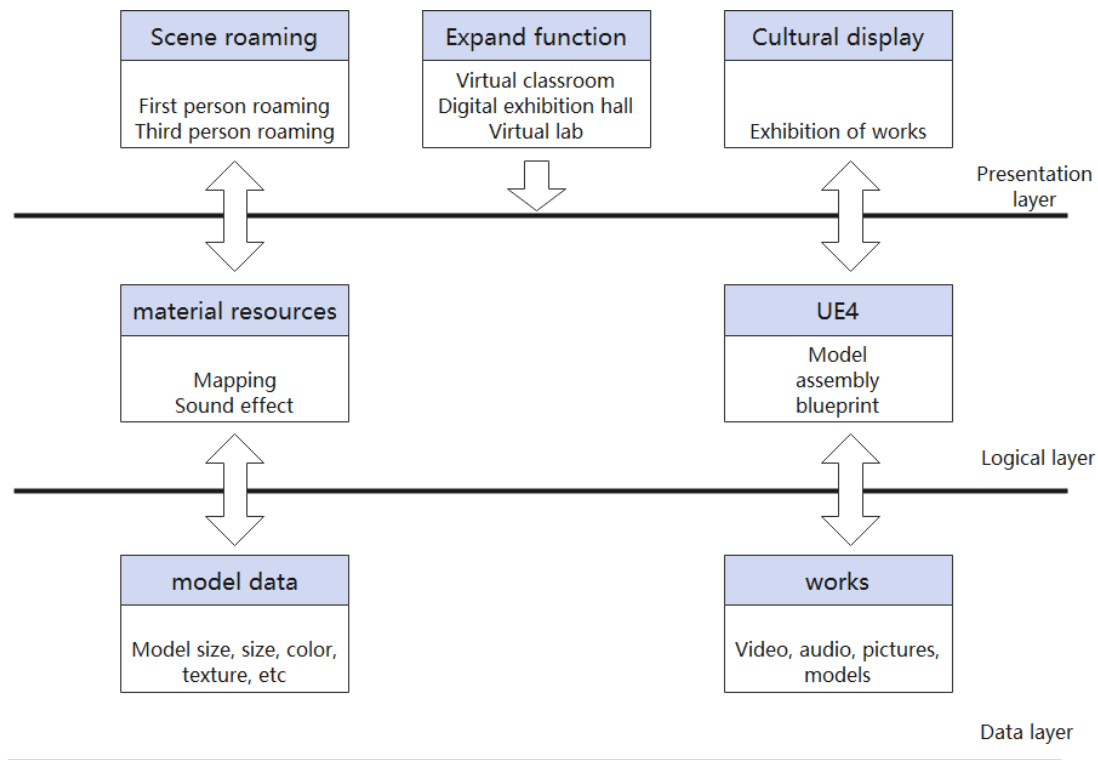 Scene roaming
First person roaming
Third person roaming
Expand function
Virtual classroom
Digital exhibition hall
Virtual lab
Cultural display
Exhibition of works
Presentation
layer
material resources
Mapping
Sound effect
UE4
Model
assembly
blueprint
Logical layer
model data
Model size, size, color,
texture, etc
works
Video, audio, pictures,
models
Data layer